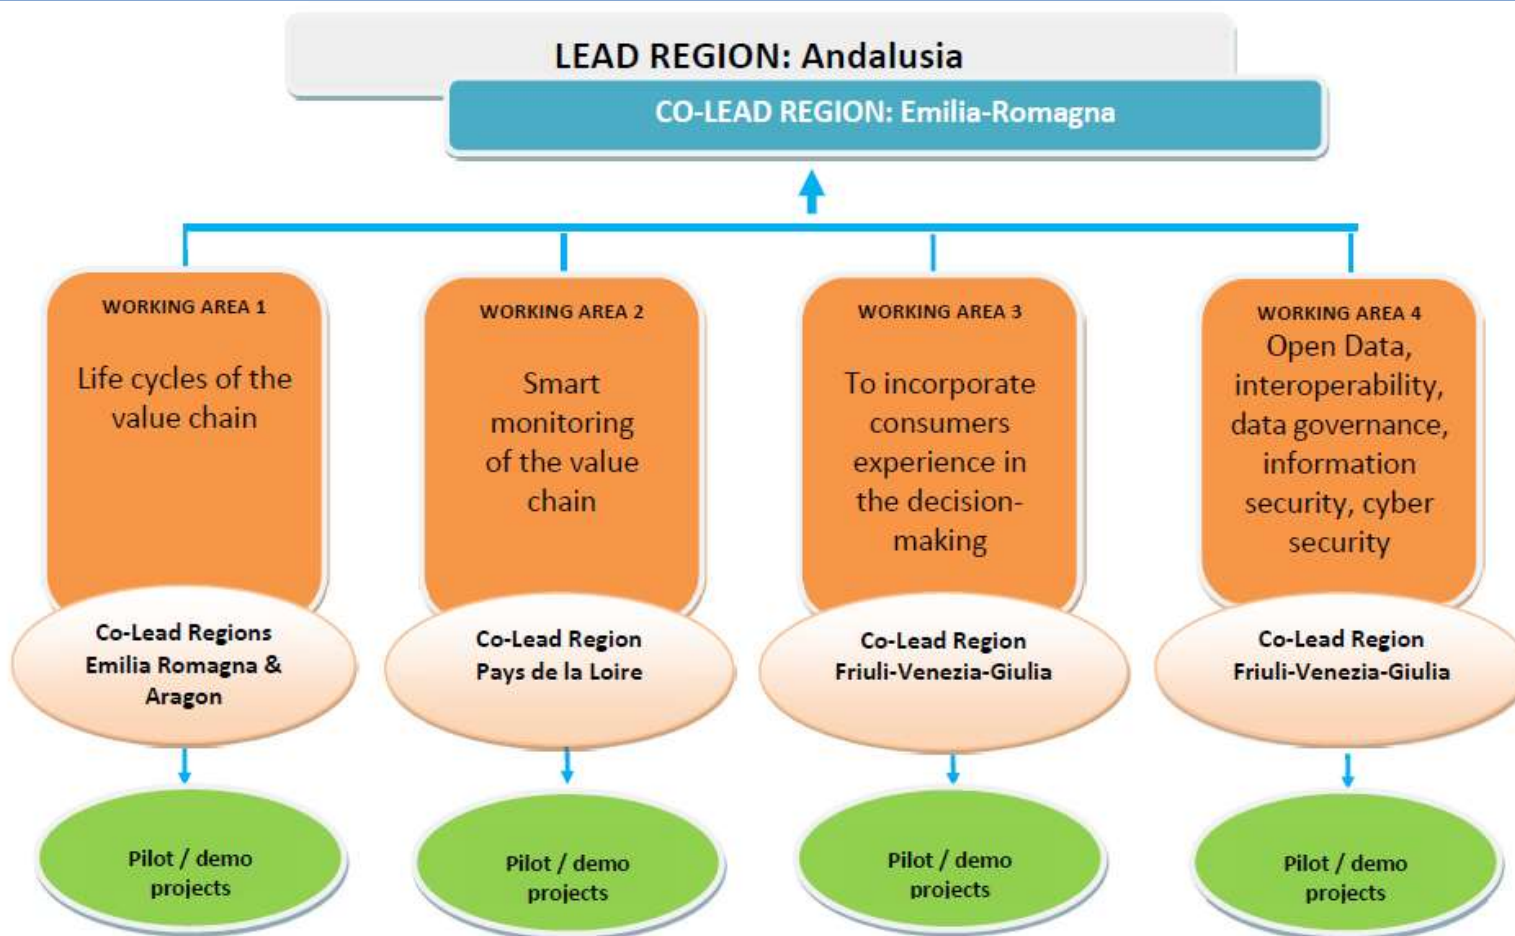 LEAD REGION: Andalusia
CO-LEAD REGION: Emilia-Romagna
WORKING AREA 1
Life cycles of the
value chain
Co-Lead Regions
Emilia Romagna &
Aragon
Pilot / demo
projects
WORKING AREA 2
Smart
monitoring
of the value
chain
Co-Lead Region
Pays de la Loire
Pilot / demo
projects
WORKING AREA 3
To incorporate
consumers
experience in
the decision-
making
Co-Lead Region
Friuli-Venezia-Giulia
Pilot / demo
projects
WORKING AREA 4
Open Data,
interoperability,
data governance,
information
security, cyber
security
Co-Lead Region
Friuli-Venezia-Giulia
Pilot / demo
projects